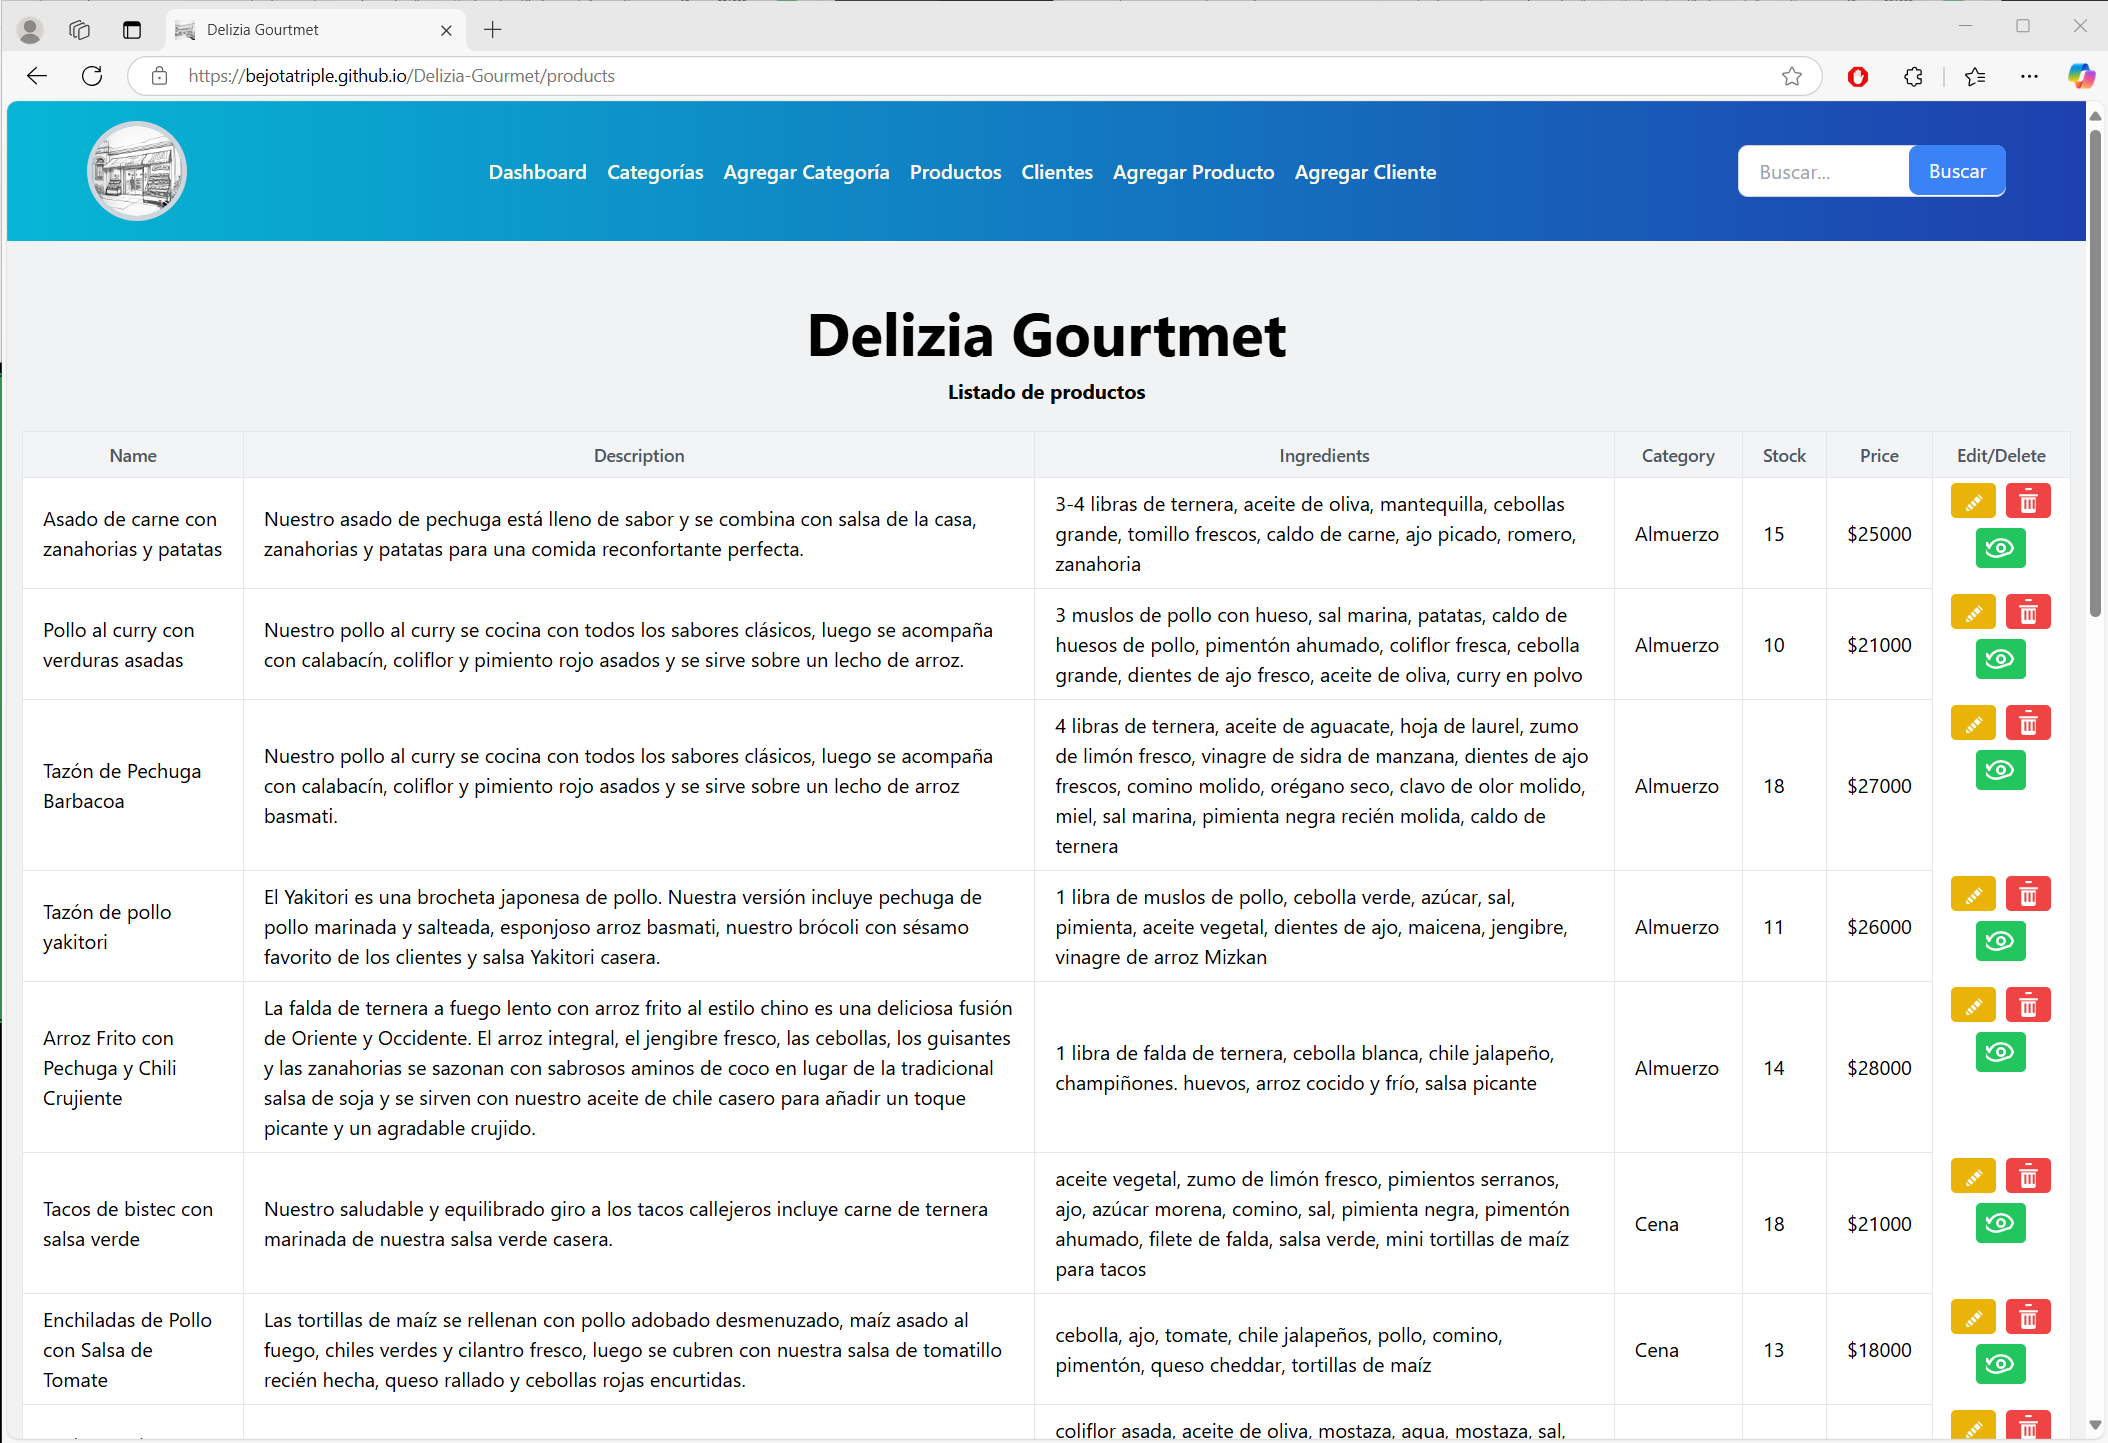 Delizia Gourmet
https://bejotatriple.github.io/Delizia-Gourmet/products
Dashboard Categorías Agregar Categoría Productos Clientes Agregar Producto Agregar Cliente
Buscar... Buscar
Delizia Gourtmet
Listado de productos
Name Description Ingredients Category Stock Price Edit/Delete
Asado de carne con
zanahorias y patatas
Nuestro asado de pechuga está lleno de sabor y se combina con salsa de la casa,
zanahorias y patatas para una comida reconfortante perfecta.
3-4 libras de ternera, aceite de oliva, mantequilla, cebollas
grande, tomillo frescos, caldo de carne, ajo picado, romero,
zanahoria
Almuerzo 15 $25000
Pollo al curry con
verduras asadas
Nuestro pollo al curry se cocina con todos los sabores clásicos, luego se acompaña
con calabacín, coliflor y pimiento rojo asados y se sirve sobre un lecho de arroz.
3 muslos de pollo con hueso, sal marina, patatas, caldo de
huesos de pollo, pimentón ahumado, coliflor fresca, cebolla
grande, dientes de ajo fresco, aceite de oliva, curry en polvo
Almuerzo 10 $21000
Tazón de Pechuga
Barbacoa
Nuestro pollo al curry se cocina con todos los sabores clásicos, luego se acompaña
con calabacín, coliflor y pimiento rojo asados y se sirve sobre un lecho de arroz
basmati.
4 libras de ternera, aceite de aguacate, hoja de laurel, zumo
de limón fresco, vinagre de sidra de manzana, dientes de ajo
frescos, comino molido, orégano seco, clavo de olor molido,
miel, sal marina, pimienta negra recién molida, caldo de
ternera
Almuerzo 18 $27000
Tazón de pollo
yakitori
El Yakitori es una brocheta japonesa de pollo. Nuestra versión incluye pechuga de
pollo marinada y salteada, esponjoso arroz basmati, nuestro brócoli con sésamo
favorito de los clientes y salsa Yakitori casera.
1 libra de muslos de pollo, cebolla verde, azúcar, sal,
pimienta, aceite vegetal, dientes de ajo, maicena, jengibre,
vinagre de arroz Mizkan
Almuerzo 11 $26000
Arroz Frito con
Pechuga y Chili
Crujiente
La falda de ternera a fuego lento con arroz frito al estilo chino es una deliciosa fusión
de Oriente y Occidente. El arroz integral, el jengibre fresco, las cebollas, los guisantes
y las zanahorias se sazonan con sabrosos aminos de coco en lugar de la tradicional
salsa de soja y se sirven con nuestro aceite de chile casero para añadir un toque
picante y un agradable crujido.
1 libra de falda de ternera, cebolla blanca, chile jalapeño,
champiñones. huevos, arroz cocido y frío, salsa picante
Almuerzo 14 $28000
Tacos de bistec con
salsa verde
Nuestro saludable y equilibrado giro a los tacos callejeros incluye carne de ternera
marinada de nuestra salsa verde casera.
aceite vegetal, zumo de limón fresco, pimientos serranos,
ajo, azúcar morena, comino, sal, pimienta negra, pimentón
ahumado, filete de falda, salsa verde, mini tortillas de maíz
para tacos
Cena 18 $21000
Enchiladas de Pollo
con Salsa de
Tomate
Las tortillas de maíz se rellenan con pollo adobado desmenuzado, maíz asado al
fuego, chiles verdes y cilantro fresco, luego se cubren con nuestra salsa de tomatillo
recién hecha, queso rallado y cebollas rojas encurtidas.
cebolla, ajo, tomate, chile jalapeños, pollo, comino,
pimentón, queso cheddar, tortillas de maíz
Cena 13 $18000
coliflor asada, aceite de oliva, mostaza, agua, mostaza, sal,